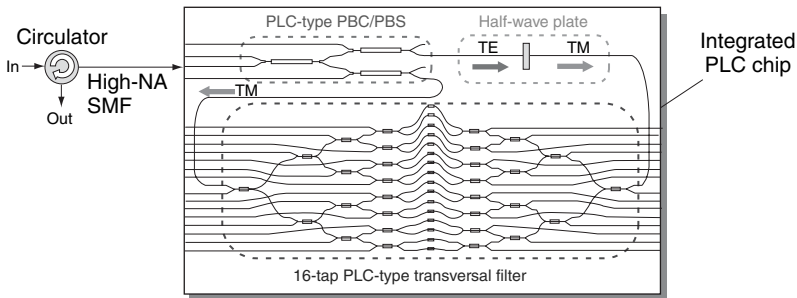 PLC-type PBC/PBS
Half-wave plate
Circulator
In
Out
High-NA
SMF
TE
TM
TM
Integrated
PLC chip
16-tap PLC-type transversal filter